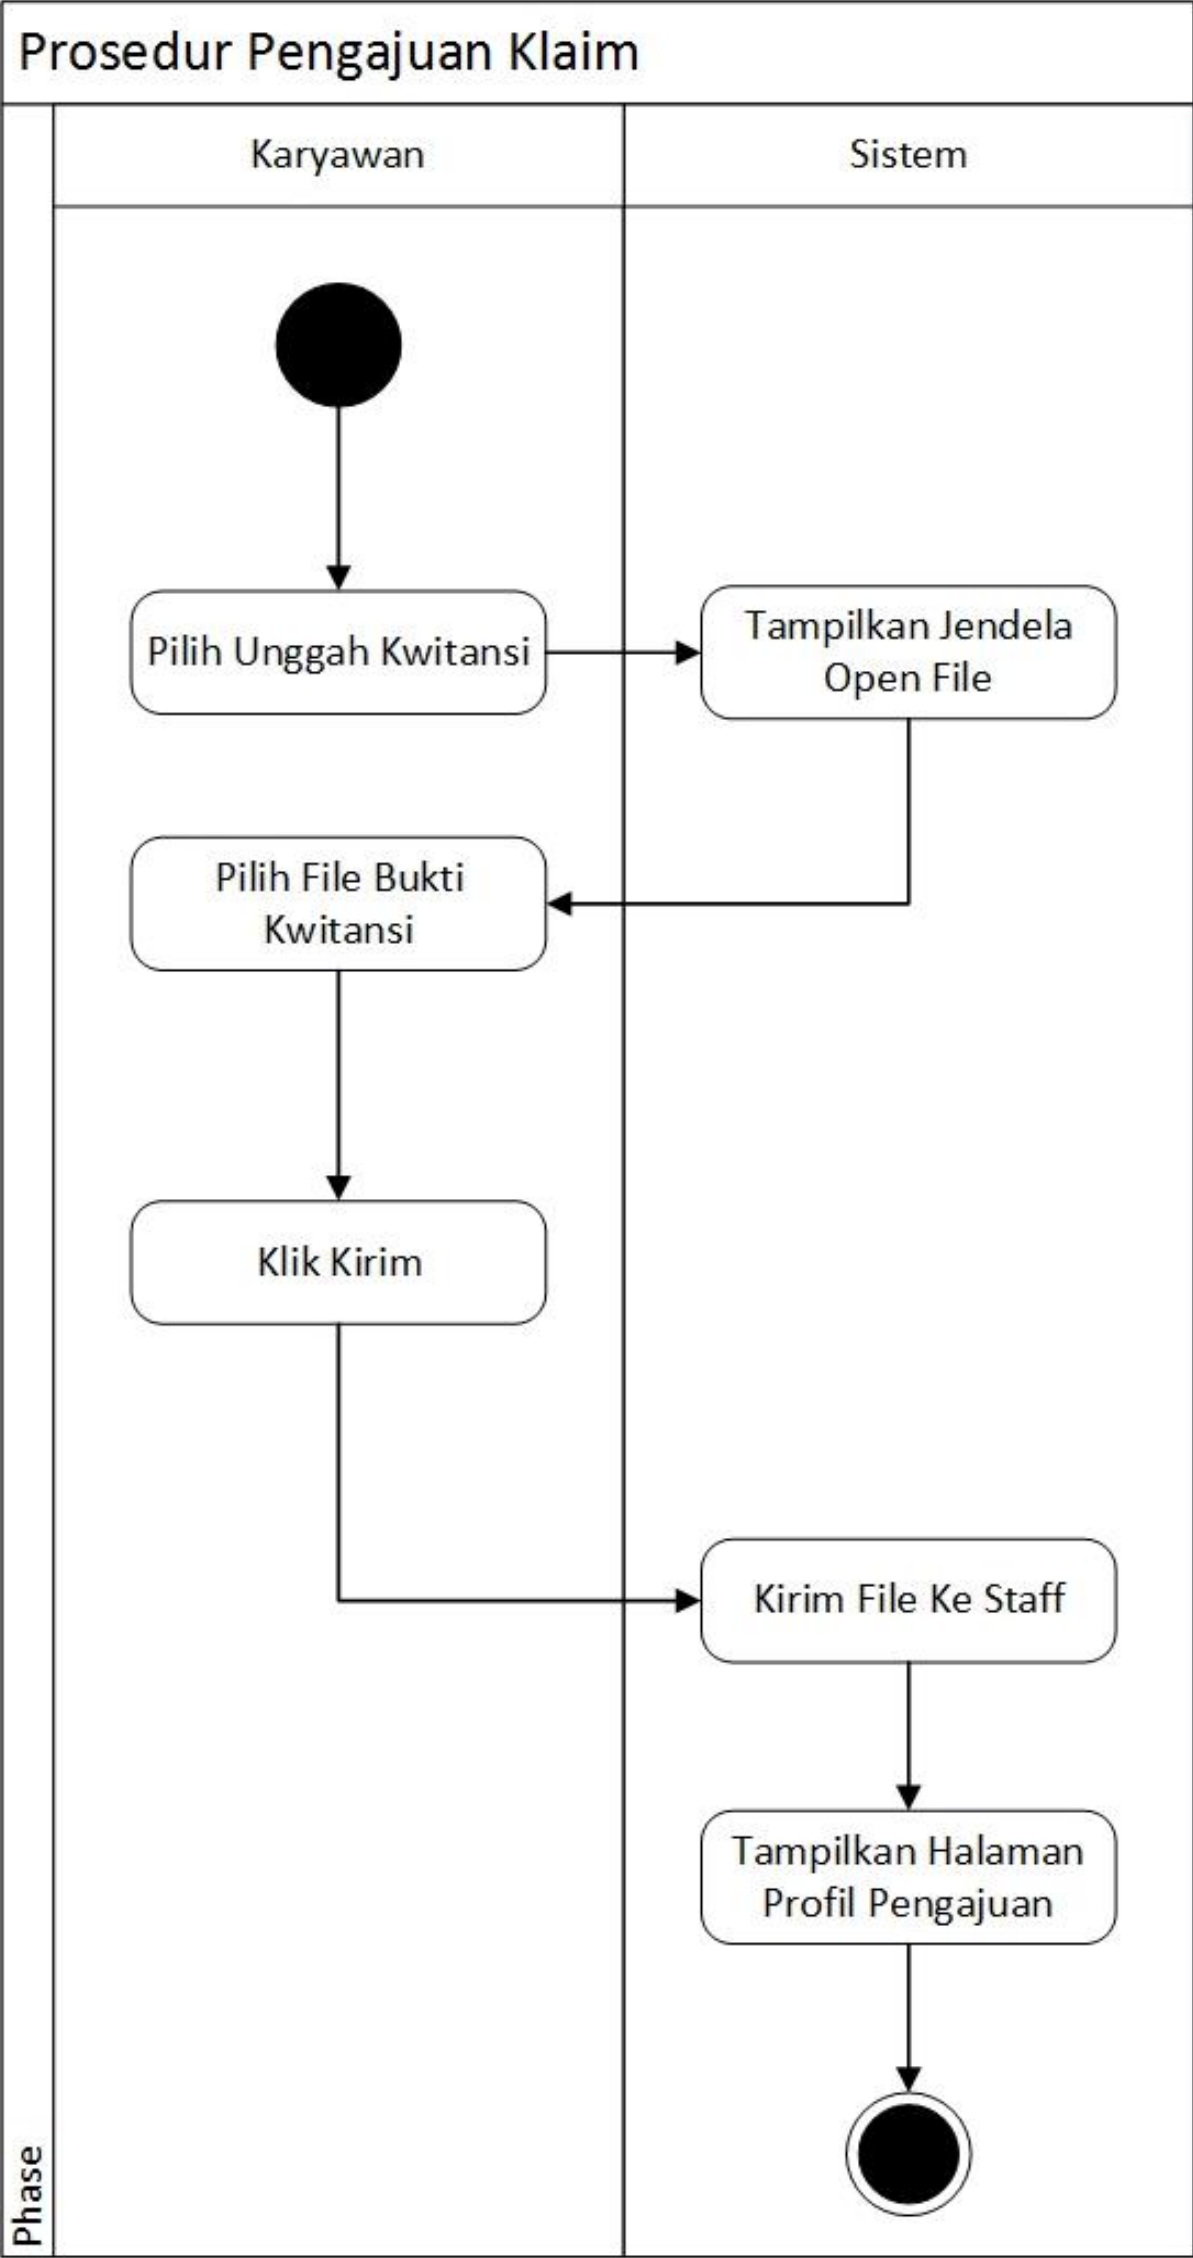 Prosedur Pengajuan Klaim
Karyawan
Sistem
Pilih Unggah Kwitansi
Tampilkan Jendela
Open File
Pilih File Bukti
Kwitansi
Klik Kirim
Kirim File Ke Staff
Tampilkan Halaman
Profil Pengajuan
Phase